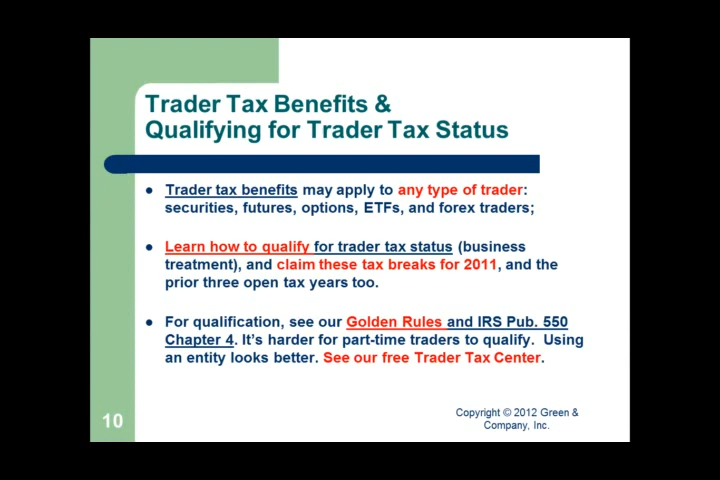 Trader Tax Benefits &
Qualifying for Trader Tax Status
• Trader tax benefits may apply to any type of trader:
securities, futures, options, ETFs, and forex traders;
• Learn how to qualify for trader tax status (business
treatment), and claim these tax breaks for 2011, and the
prior three open tax years too.
• For qualification, see our Golden Rules and IRS Pub. 550
Chapter 4. It’s harder for part-time traders to qualify.  Using
an entity looks better. See our free Trader Tax Center.
10
Copyright © 2012 Green &
Company, Inc.